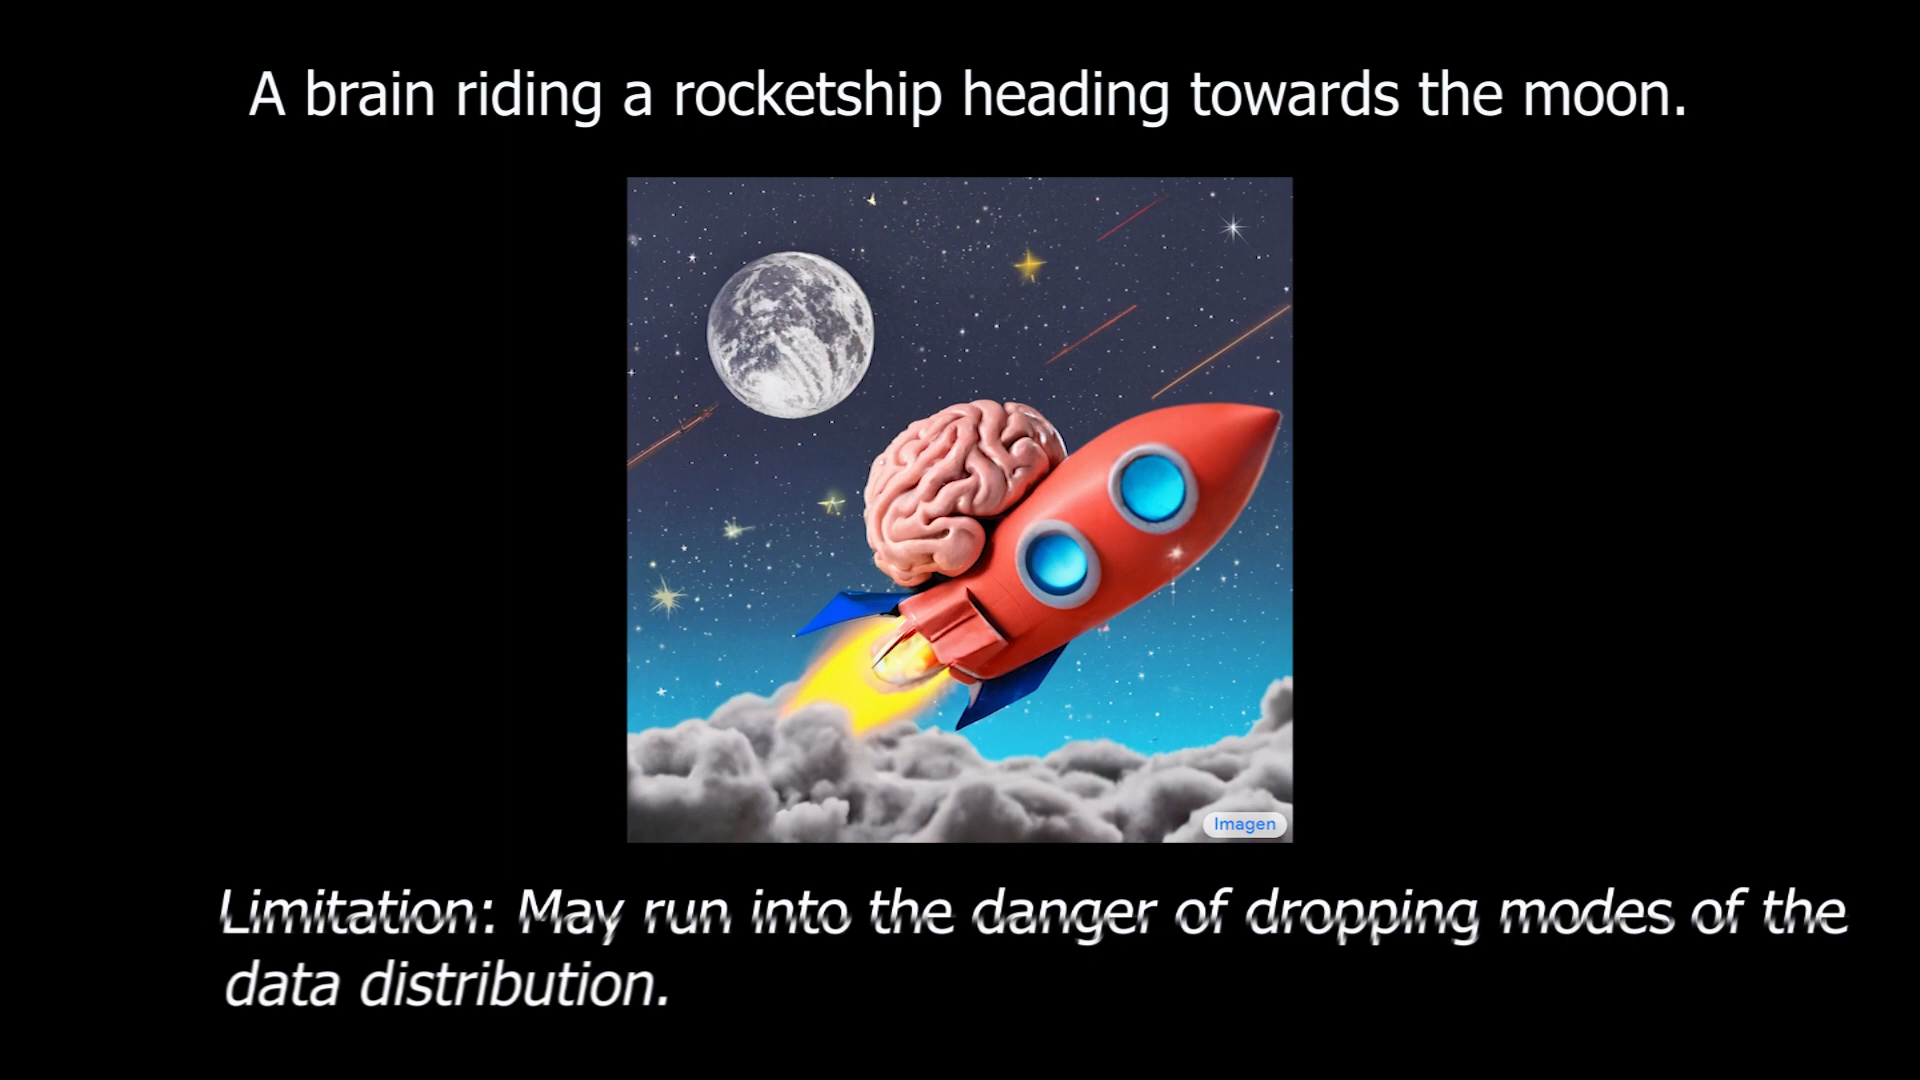 A brain riding a rocketship heading towards the moon.
Imagen
Limitation: May run into the danger of dropping modes of the
data distribution.